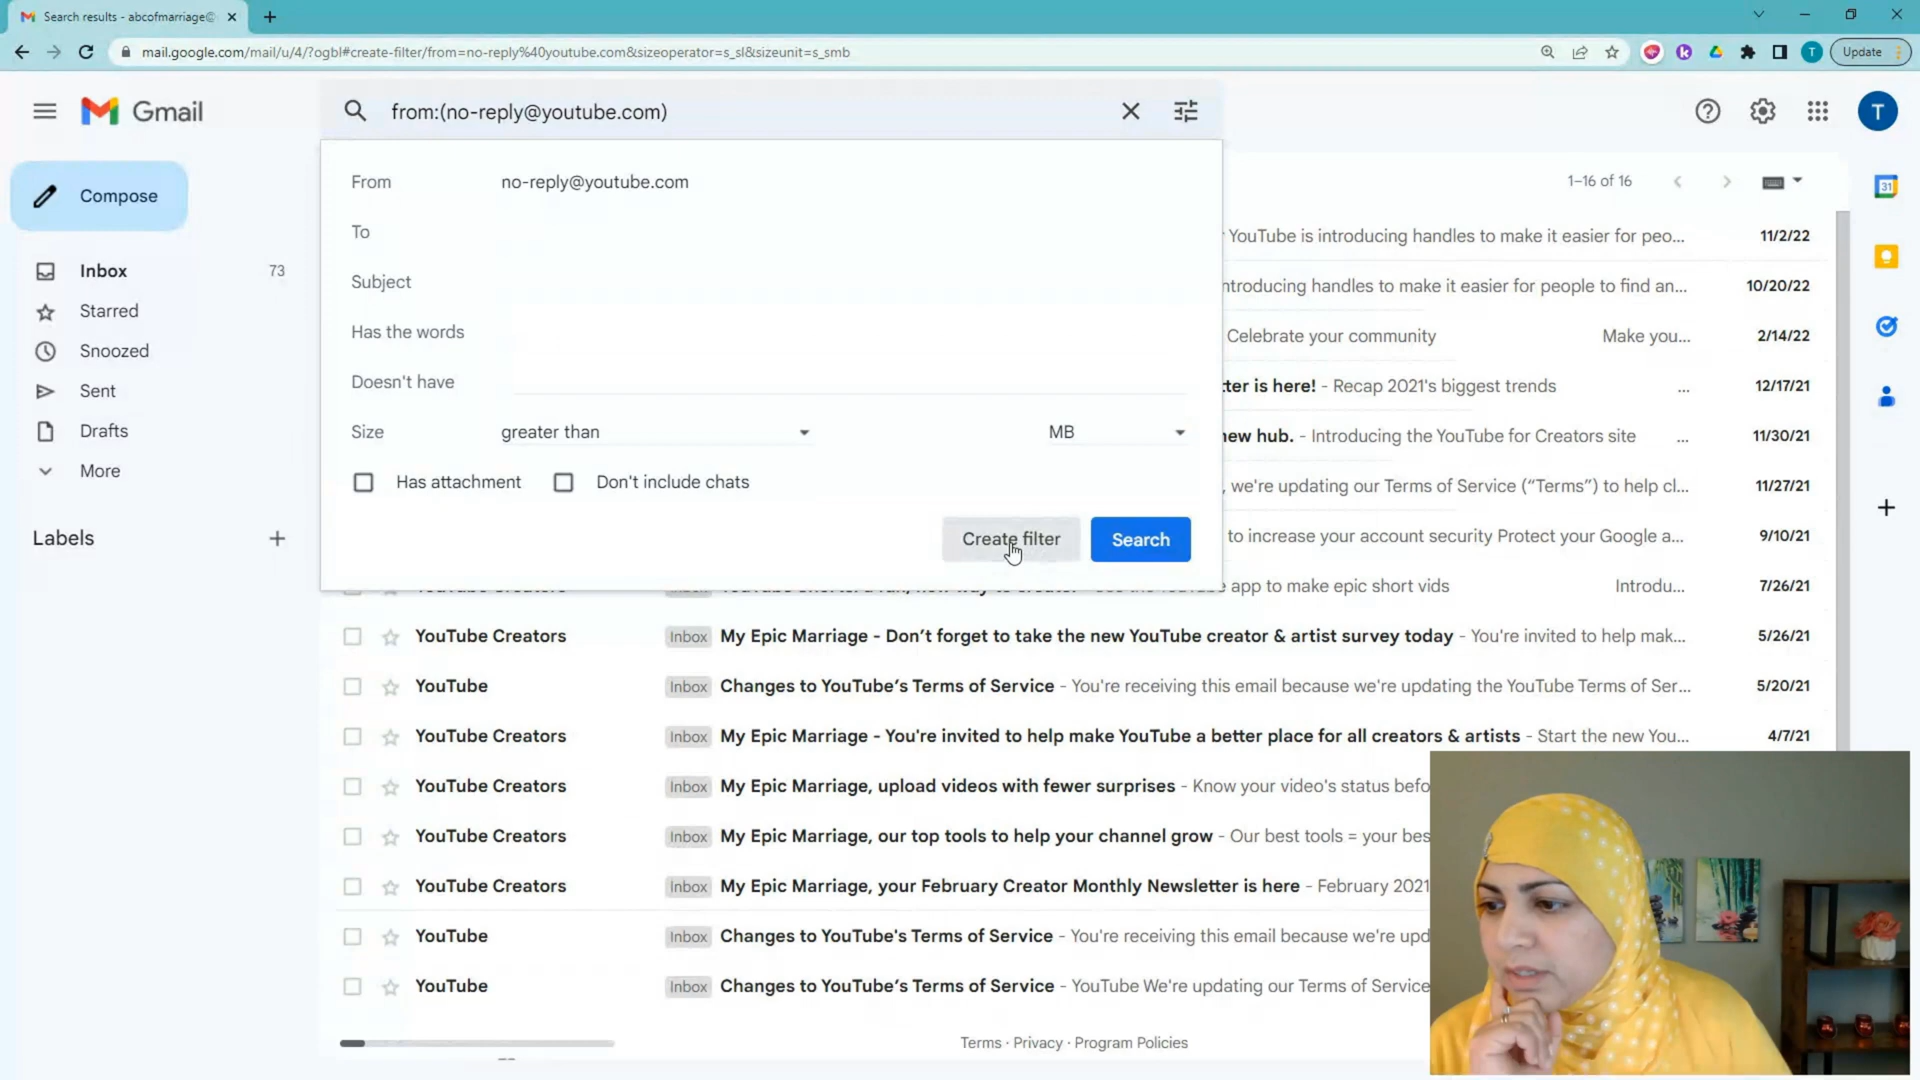 Search results - abcofmarriage@
mail.google.com/mail/u/4/?ogbl#create-filter/from=no-reply%40youtube.com&sizeoperator=s_sl&sizeunit=s_smb
T
Update
Gmail
from:(no-reply@youtube.com)
T
Compose
Inbox 73
Starred
Snoozed
Sent
Drafts
More
Labels
From no-reply@youtube.com
To
Subject
Has the words
Doesn't have
Size greater than MB
Has attachment Don't include chats
Create filter Search
1–16 of 16
31
YouTube is introducing handles to make it easier for peo... 11/2/22
ntroducing handles to make it easier for people to find an... 10/20/22
Celebrate your community Make you... 2/14/22
ter is here! - Recap 2021's biggest trends ... 12/17/21
new hub. - Introducing the YouTube for Creators site ... 11/30/21
, we're updating our Terms of Service (“Terms”) to help cl... 11/27/21
to increase your account security Protect your Google a... 9/10/21
app to make epic short vids Introdu... 7/26/21
YouTube Creators Inbox My Epic Marriage - Don’t forget to take the new YouTube creator & artist survey today - You're invited to help mak... 5/26/21
YouTube Inbox Changes to YouTube’s Terms of Service - You're receiving this email because we're updating the YouTube Terms of Ser... 5/20/21
YouTube Creators Inbox My Epic Marriage - You're invited to help make YouTube a better place for all creators & artists - Start the new You... 4/7/21
YouTube Creators Inbox My Epic Marriage, upload videos with fewer surprises - Know your video's status befo
YouTube Creators Inbox My Epic Marriage, our top tools to help your channel grow - Our best tools = your bes
YouTube Creators Inbox My Epic Marriage, your February Creator Monthly Newsletter is here - February 2021
YouTube Inbox Changes to YouTube's Terms of Service - You're receiving this email because we're upd
YouTube Inbox Changes to YouTube’s Terms of Service - YouTube We're updating our Terms of Service
Terms · Privacy · Program Policies